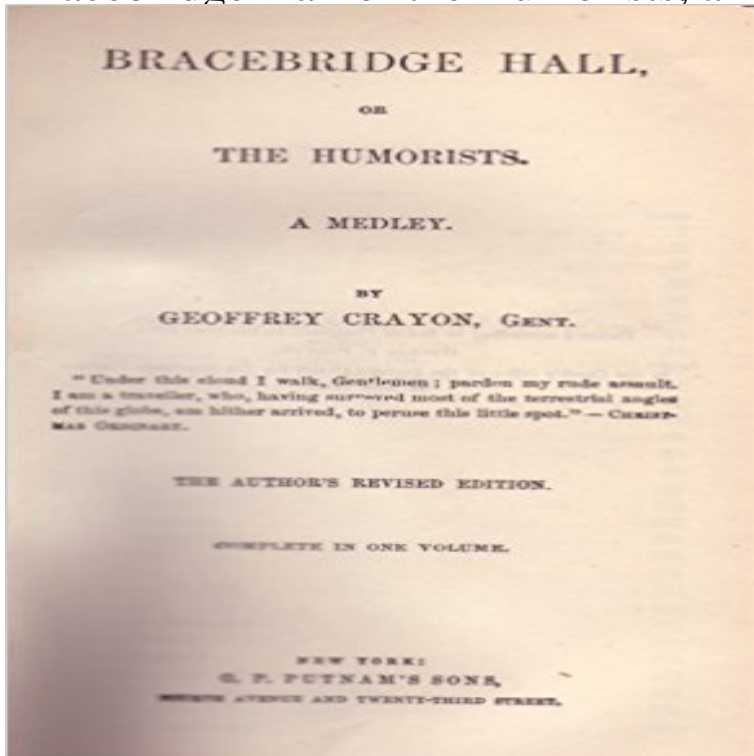 BRACEBRIDGE HALL,
OR
THE HUMORISTS.
A MEDLEY.
BY
GEOFFREY CRAYON, GENT.
"Under this cloud I walk, Gentlemen; pardon my rude assault.
I am a traveller, who, having surveyed most of the terrestrial angles
of this globe, am hither arrived, to peruse this little spot." — CHRIST-
MAS ORDINARY.
THE AUTHOR'S REVISED EDITION.
COMPLETE IN ONE VOLUME.
NEW YORK:
G. P. PUTNAM'S SONS,
FOURTH AVENUE AND TWENTY-THIRD STREET.